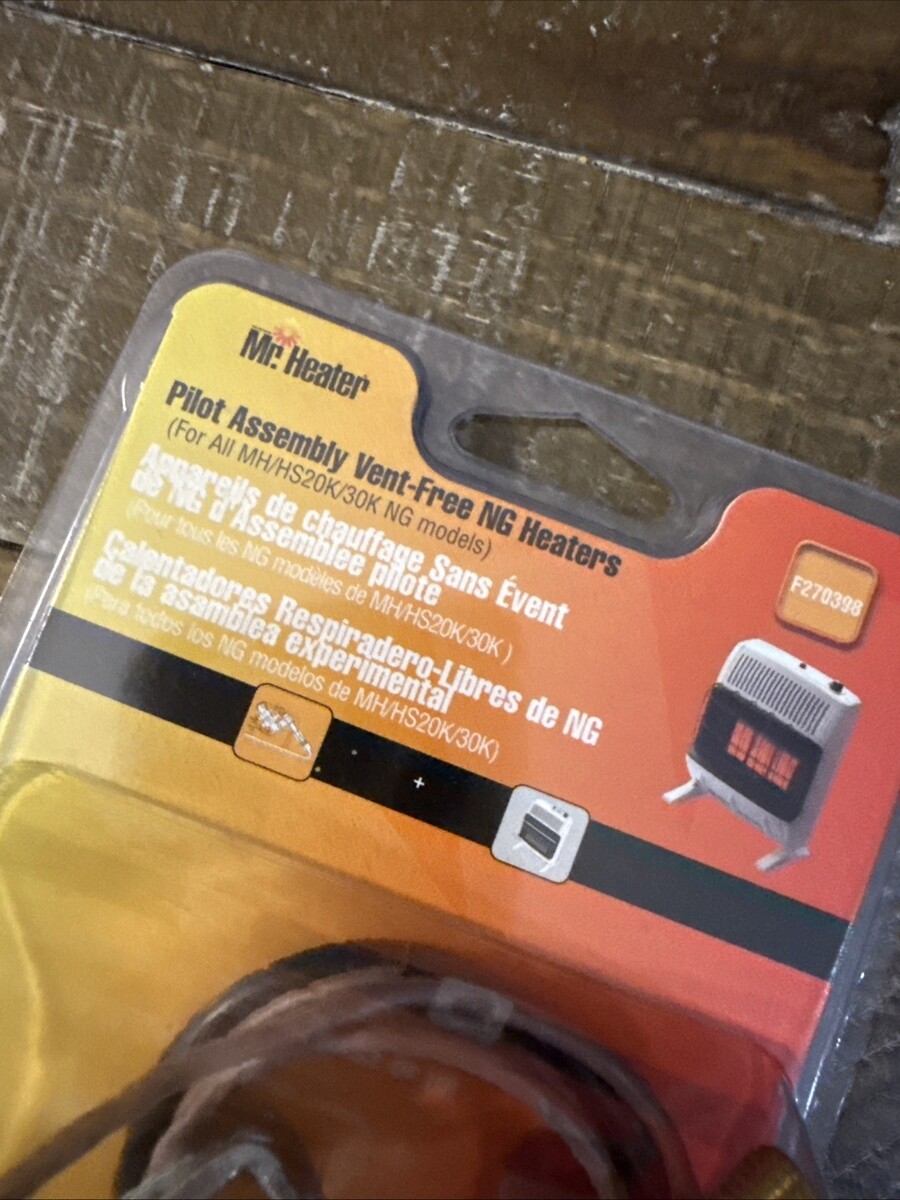 Mr. Heater
Pilot Assembly Vent-Free NG Heaters
(For All MH/HS20K/30K NG models)
Appareils de chauffage Sans Évent
de NG d'Assemblée pilote
(Pour tous les NG modèles de MH/HS20K/30K)
Calentadores Respiradero-Libres de NG
de la asamblea experimental
(Para todos los NG modelos de MH/HS20K/30K)
F270398
+